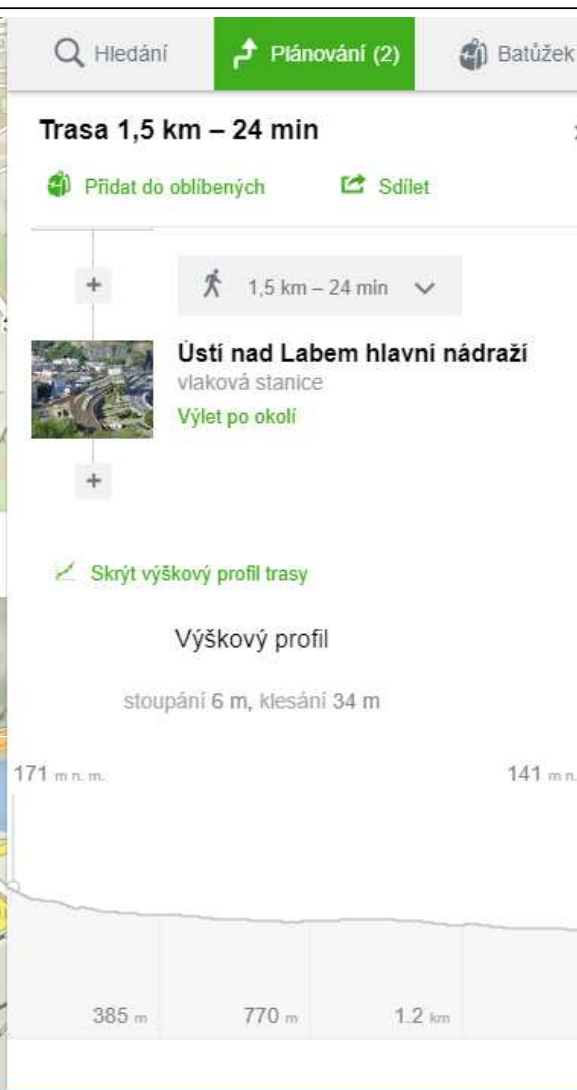 Hledání
Plánování (2)
Batůžek
Trasa 1,5 km – 24 min
Přidat do oblíbených
Sdílet
+
1,5 km – 24 min
Ústí nad Labem hlavní nádraží
vlaková stanice
Výlet po okolí
+
Skrýt výškový profil trasy
Výškový profil
stoupání 6 m, klesání 34 m
171 m n. m.
141 m n.
385 m
770 m
1.2 km